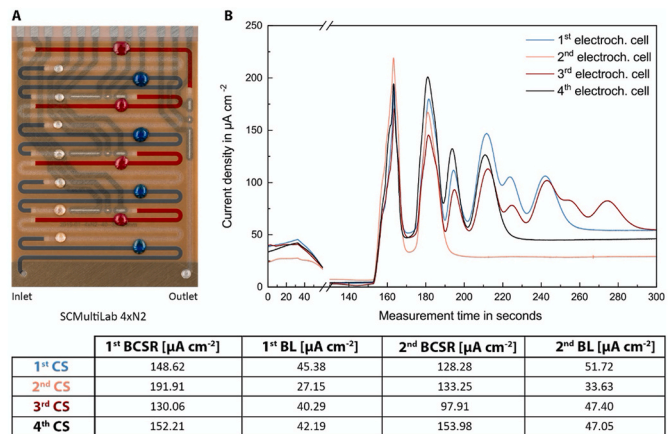 A
Inlet
Outlet
SCMultiLab 4xN2
B
Current density in µA cm⁻²
250
200
150
100
50
0
1st electroch. cell
2nd electroch. cell
3rd electroch. cell
4th electroch. cell
0 20 40 140 160 180 200 220 240 260 280 300
Measurement time in seconds
1st BCSR [µA cm⁻²] 1st BL [µA cm⁻²] 2nd BCSR [µA cm⁻²] 2nd BL [µA cm⁻²]
1st CS 148.62 45.38 128.28 51.72
2nd CS 191.91 27.15 133.25 33.63
3rd CS 130.06 40.29 97.91 47.40
4th CS 152.21 42.19 153.98 47.05